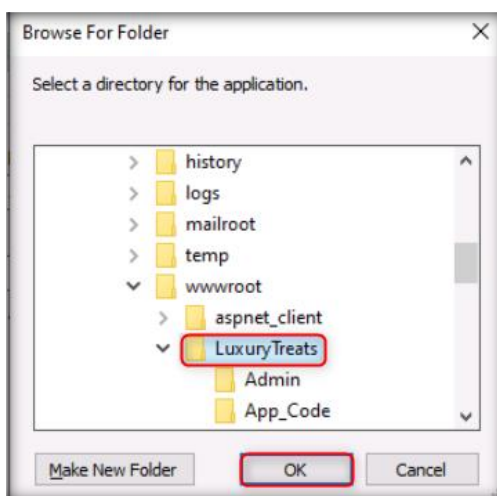 Browse For Folder
Select a directory for the application.
history
logs
mailroot
temp
wwwroot
aspnet_client
LuxuryTreats
Admin
App_Code
Make New Folder OK Cancel